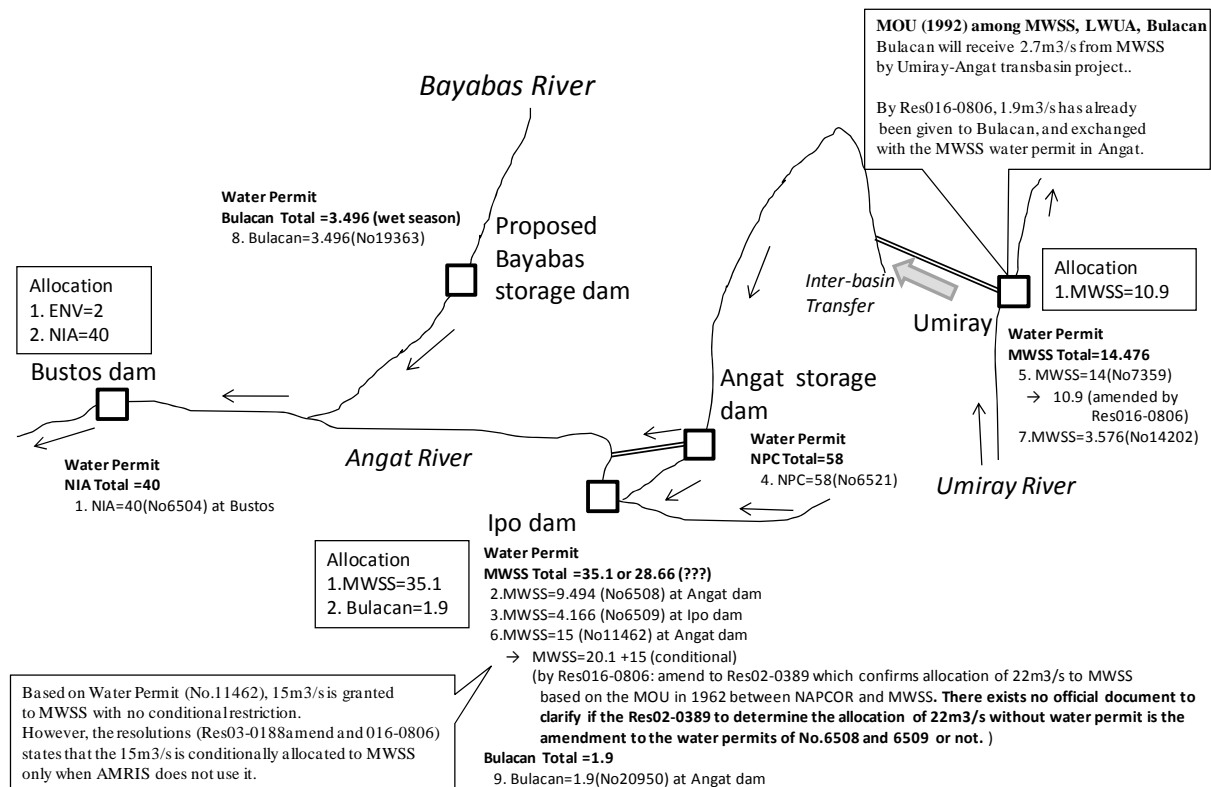 MOU (1992) among MWSS, LWUA, Bulacan
Bulacan will receive 2.7m3/s from MWSS
by Umiray-Angat transbasin project..
By Res016-0806, 1.9m3/s has already
been given to Bulacan, and exchanged
with the MWSS water permit in Angat.
Bayabas River
Water Permit
Bulacan Total =3.496 (wet season)
8. Bulacan=3.496(No19363)
Proposed
Bayabas
storage dam
Inter-basin
Transfer
Umiray
Allocation
1.MWSS=10.9
Water Permit
MWSS Total=14.476
5. MWSS=14(No7359)
→ 10.9 (amended by
Res016-0806)
7.MWSS=3.576(No14202)
Umiray River
Allocation
1. ENV=2
2. NIA=40
Bustos dam
Water Permit
NIA Total =40
1. NIA=40(No6504) at Bustos
Angat River
Angat storage
dam
Water Permit
NPC Total=58
4. NPC=58(No6521)
Ipo dam
Allocation
1.MWSS=35.1
2. Bulacan=1.9
Water Permit
MWSS Total =35.1 or 28.66 (???)
2.MWSS=9.494 (No6508) at Angat dam
3.MWSS=4.166 (No6509) at Ipo dam
6.MWSS=15 (No11462) at Angat dam
→ MWSS=20.1 +15 (conditional)
(by Res016-0806: amend to Res02-0389 which confirms allocation of 22m3/s to MWSS
based on the MOU in 1962 between NAPCOR and MWSS. There exists no official document to
clarify if the Res02-0389 to determine the allocation of 22m3/s without water permit is the
amendment to the water permits of No.6508 and 6509 or not. )
Bulacan Total =1.9
9. Bulacan=1.9(No20950) at Angat dam
Based on Water Permit (No.11462), 15m3/s is granted
to MWSS with no conditional restriction.
However, the resolutions (Res03-0188amend and 016-0806)
states that the 15m3/s is conditionally allocated to MWSS
only when AMRIS does not use it.